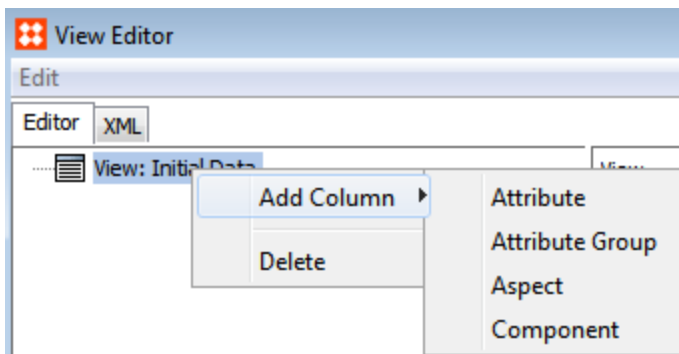 View Editor
Edit
Editor XML
View: Initial Data
Add Column Attribute
Attribute Group
Delete
Aspect
Component